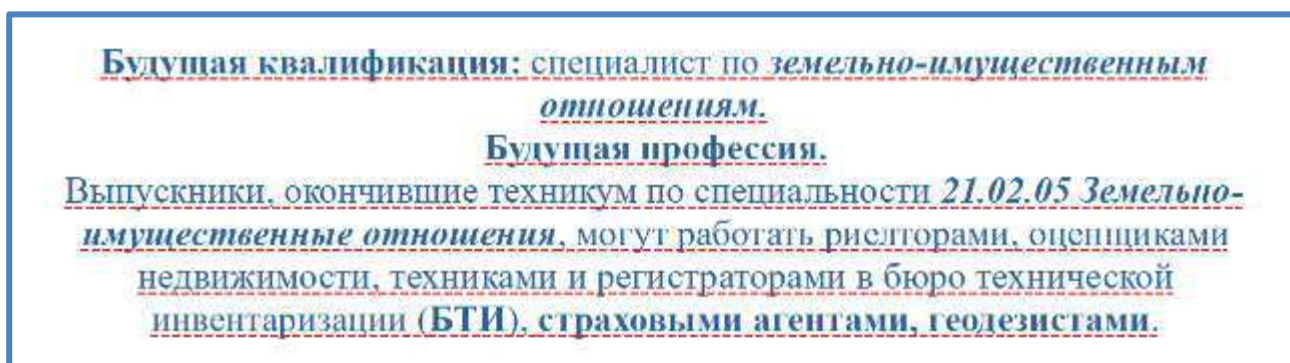 Будущая квалификация: специалист по земельно-имущественным
отношениям.
Будущая профессия.
Выпускники, окончившие техникум по специальности 21.02.05 Земельно-
имущественные отношения, могут работать риелторами, оценщиками
недвижимости, техниками и регистраторами в бюро технической
инвентаризации (БТИ), страховыми агентами, геодезистами.